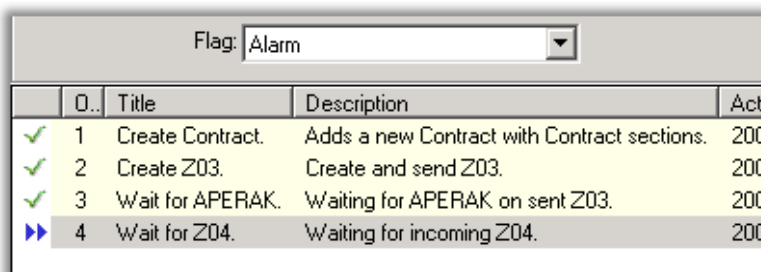 Flag: Alarm
O.. Title Description Act
1 Create Contract. Adds a new Contract with Contract sections. 200
2 Create Z03. Create and send Z03. 200
3 Wait for APERAK. Waiting for APERAK on sent Z03. 200
4 Wait for Z04. Waiting for incoming Z04. 200